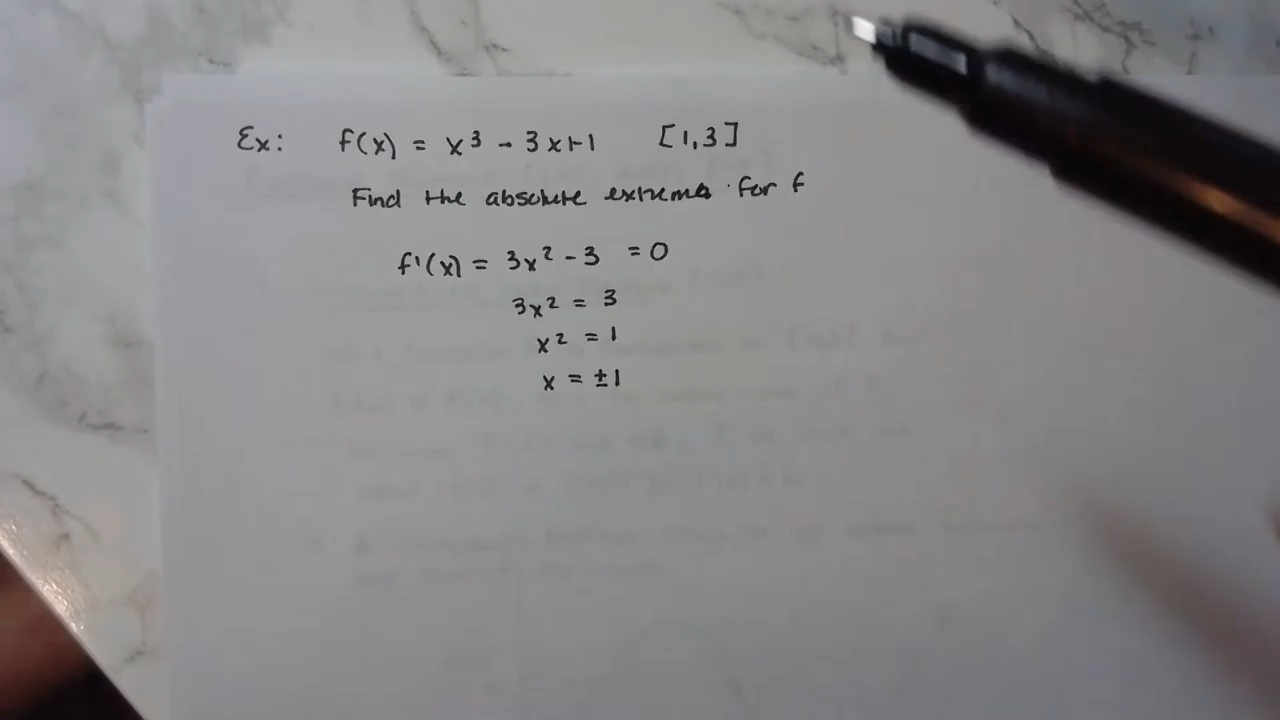 Ex: f(x) = x³ - 3x+1 [1,3]
Find the absolute extrema for f
f'(x) = 3x² - 3 = 0
3x² = 3
x² = 1
x = ±1